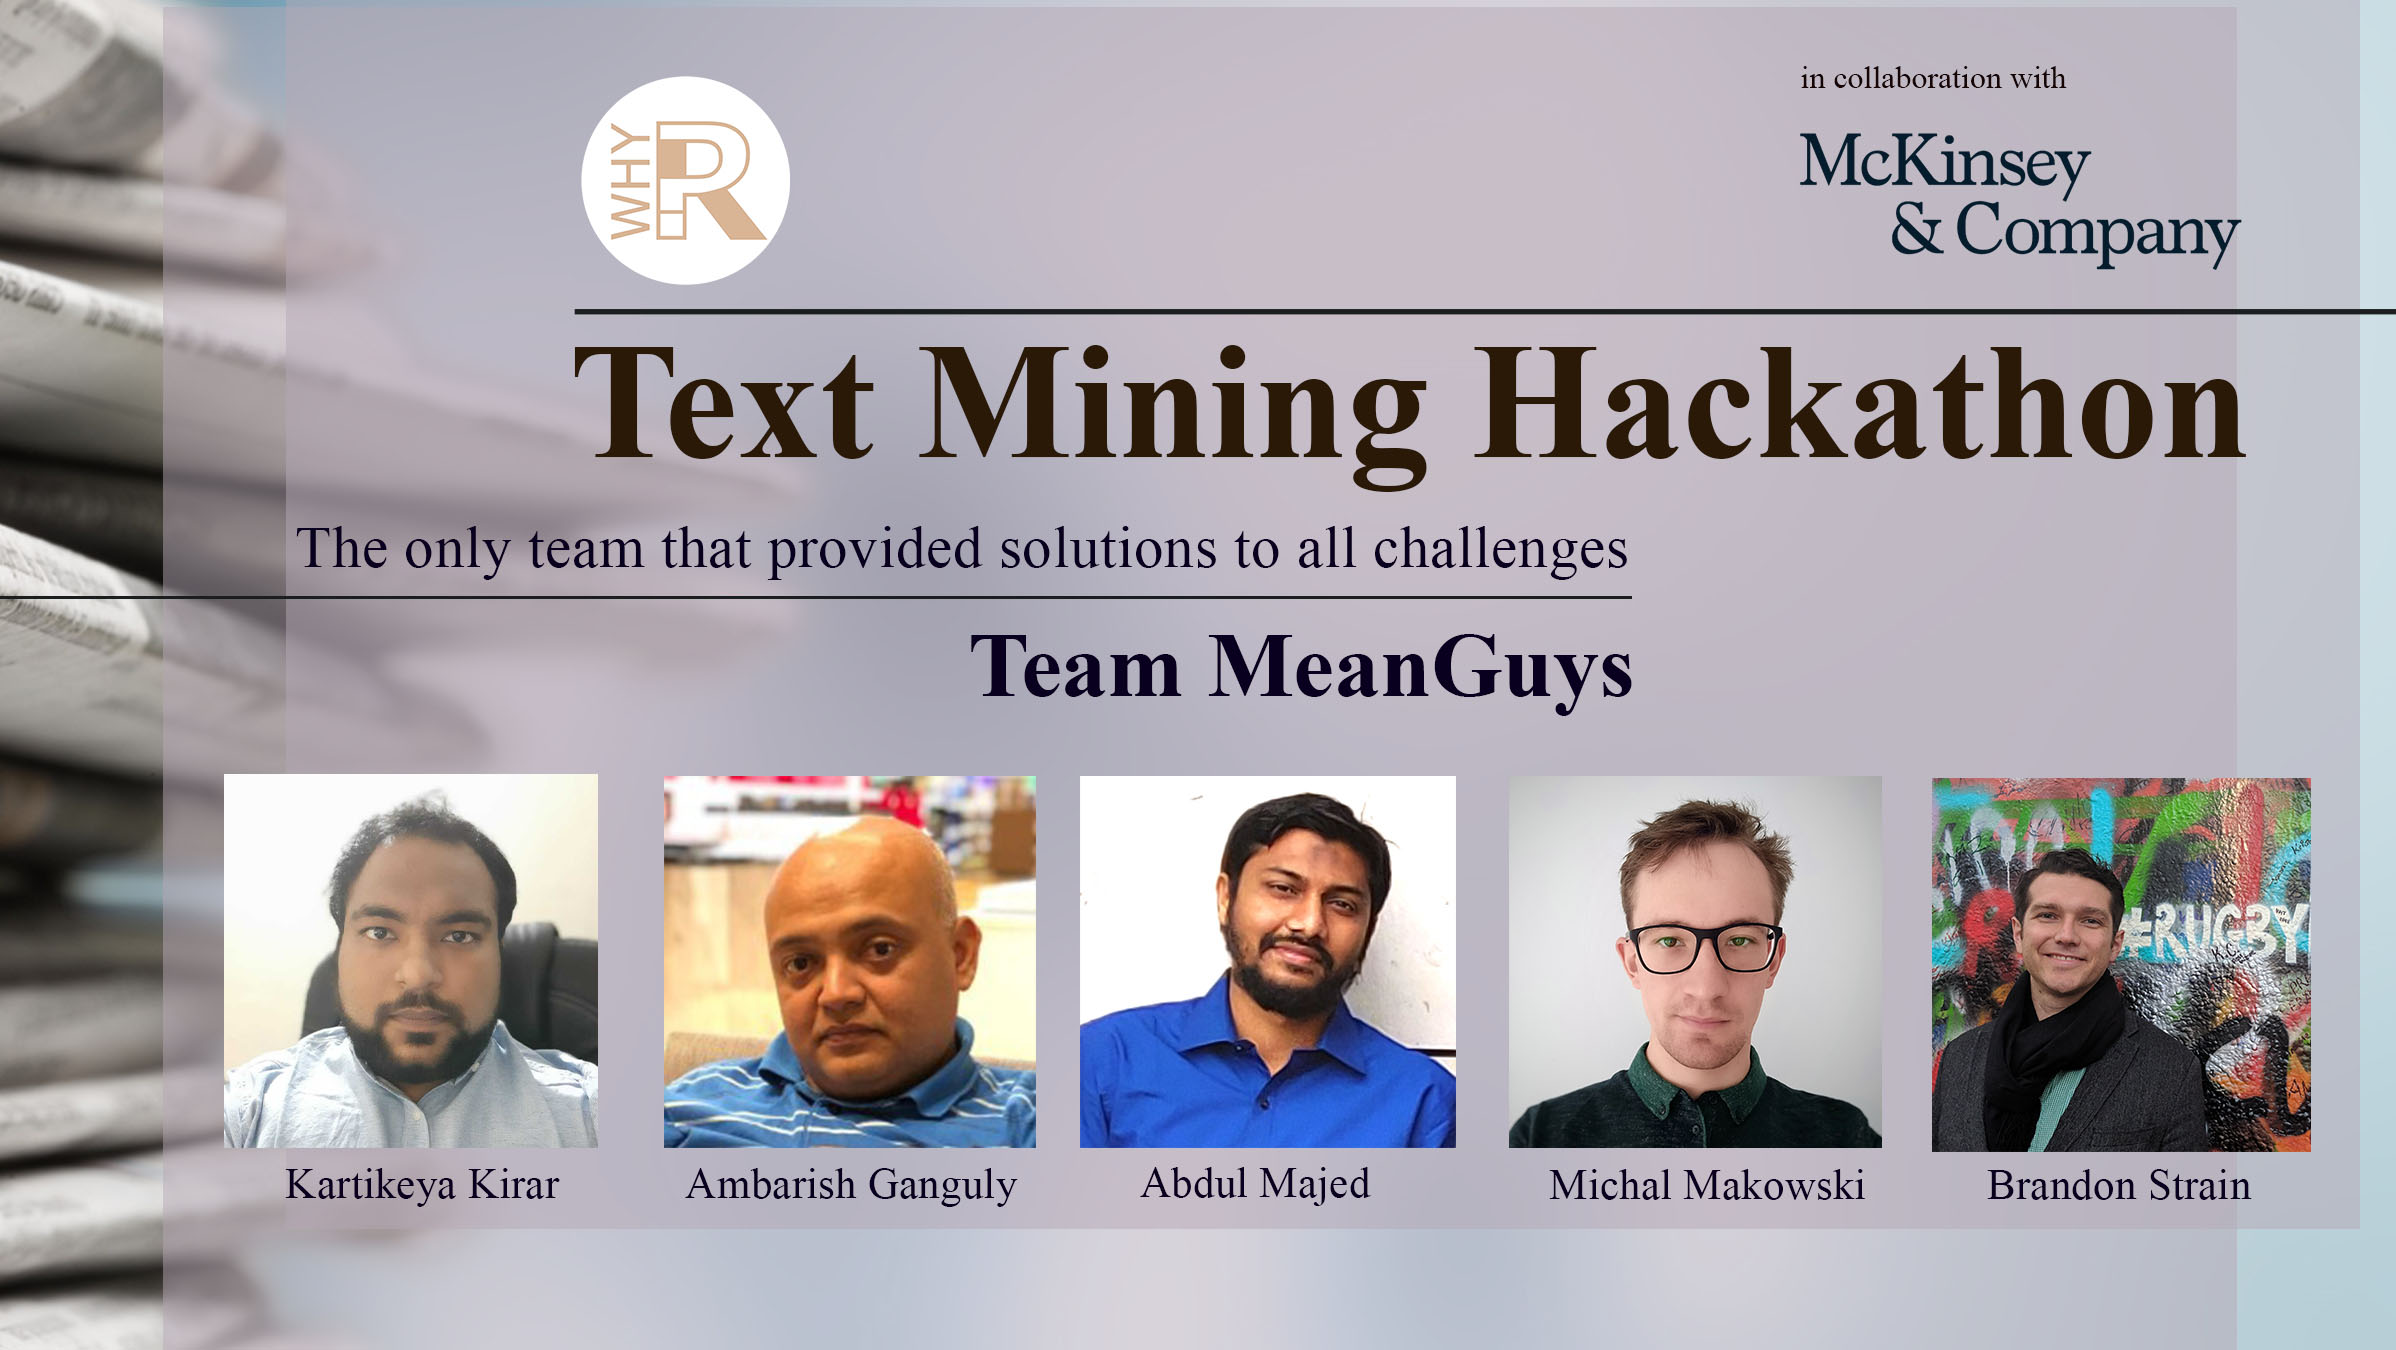 WHY R
in collaboration with
McKinsey
& Company
Text Mining Hackathon
The only team that provided solutions to all challenges
Team MeanGuys
#RUGBY
Kartikeya Kirar
Ambarish Ganguly
Abdul Majed
Michal Makowski
Brandon Strain